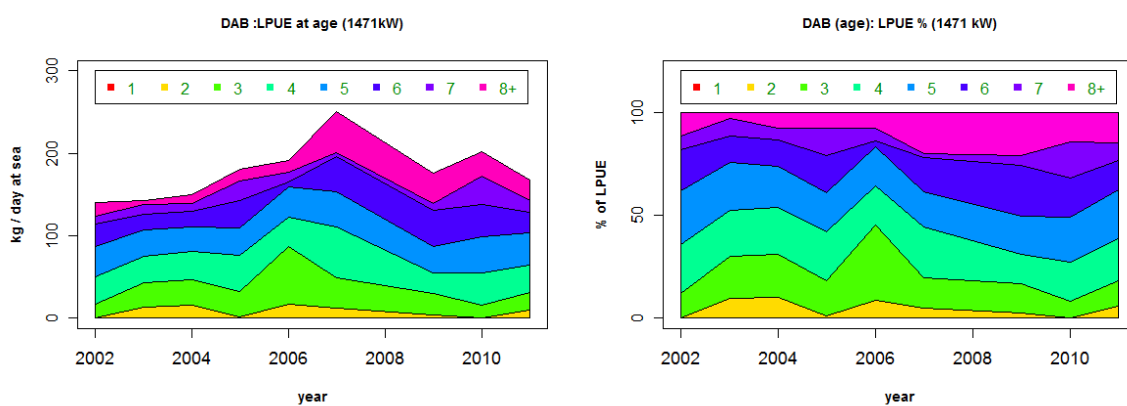 DAB :LPUE at age (1471kW)
kg / day at sea
0 100 200 300
1 2 3 4 5 6 7 8+
2002 2004 2006 2008 2010
year
DAB (age): LPUE % (1471 kW)
% of LPUE
0 50 100
1 2 3 4 5 6 7 8+
2002 2004 2006 2008 2010
year